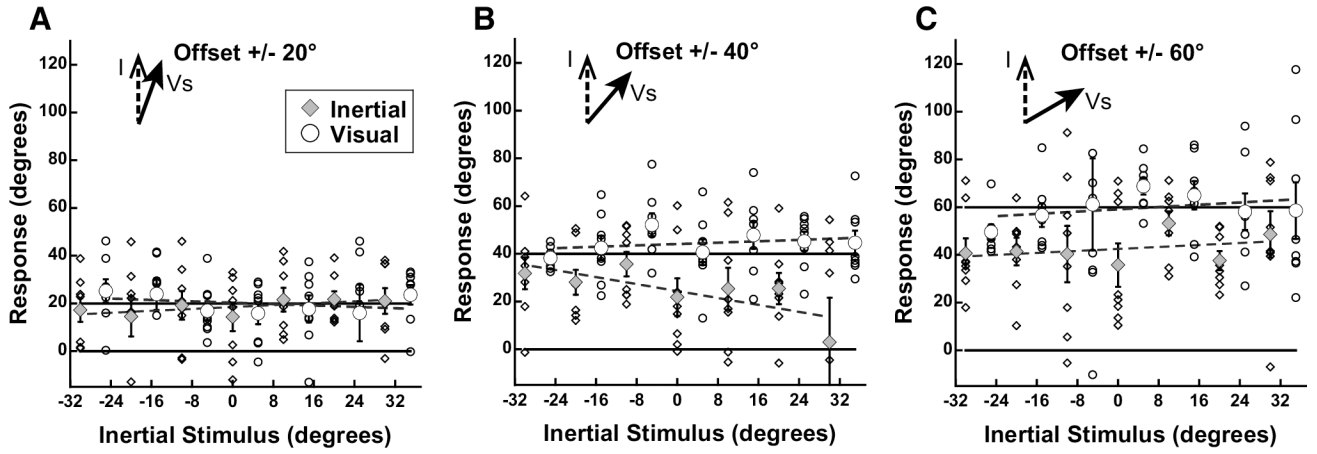 A
Offset +/- 20°
I
Vs
Inertial
Visual
Response (degrees)
120
100
80
60
40
20
0
-32 -24 -16 -8 0 8 16 24 32
Inertial Stimulus (degrees)
B
Offset +/- 40°
I
Vs
Response (degrees)
120
100
80
60
40
20
0
-32 -24 -16 -8 0 8 16 24 32
Inertial Stimulus (degrees)
C
Offset +/- 60°
I
Vs
Response (degrees)
120
100
80
60
40
20
0
-32 -24 -16 -8 0 8 16 24 32
Inertial Stimulus (degrees)